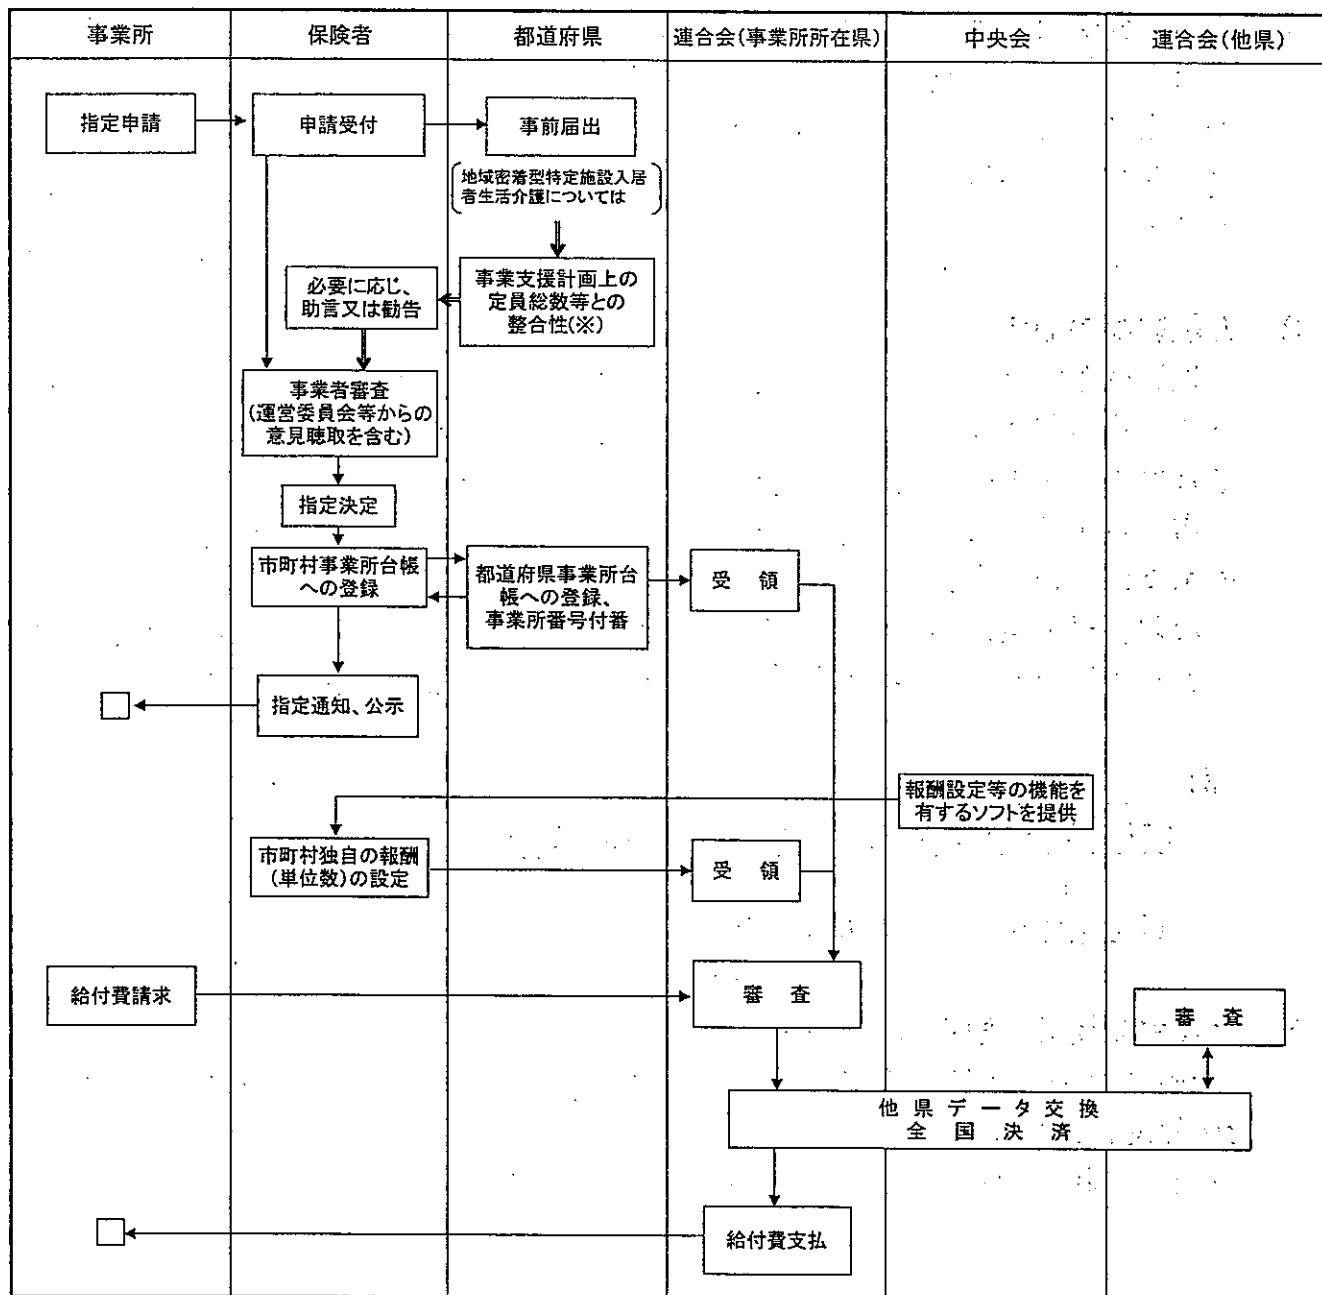 事業所
保険者
都道府県
連合会(事業所所在県)
中央会
連合会(他県)
指定申請
申請受付
事前届出
地域密着型特定施設入居
者生活介護については
必要に応じ、
助言又は勧告
事業支援計画上の
定員総数等との
整合性(※)
事業者審査
(運営委員会等からの
意見聴取を含む)
指定決定
市町村事業所台帳
への登録
都道府県事業所台
帳への登録、
事業所番号付番
受 領
指定通知、公示
報酬設定等の機能を
有するソフトを提供
市町村独自の報酬
(単位数)の設定
受 領
給付費請求
審 査
審 査
他 県 デ ー タ 交 換
全 国 決 済
給付費支払